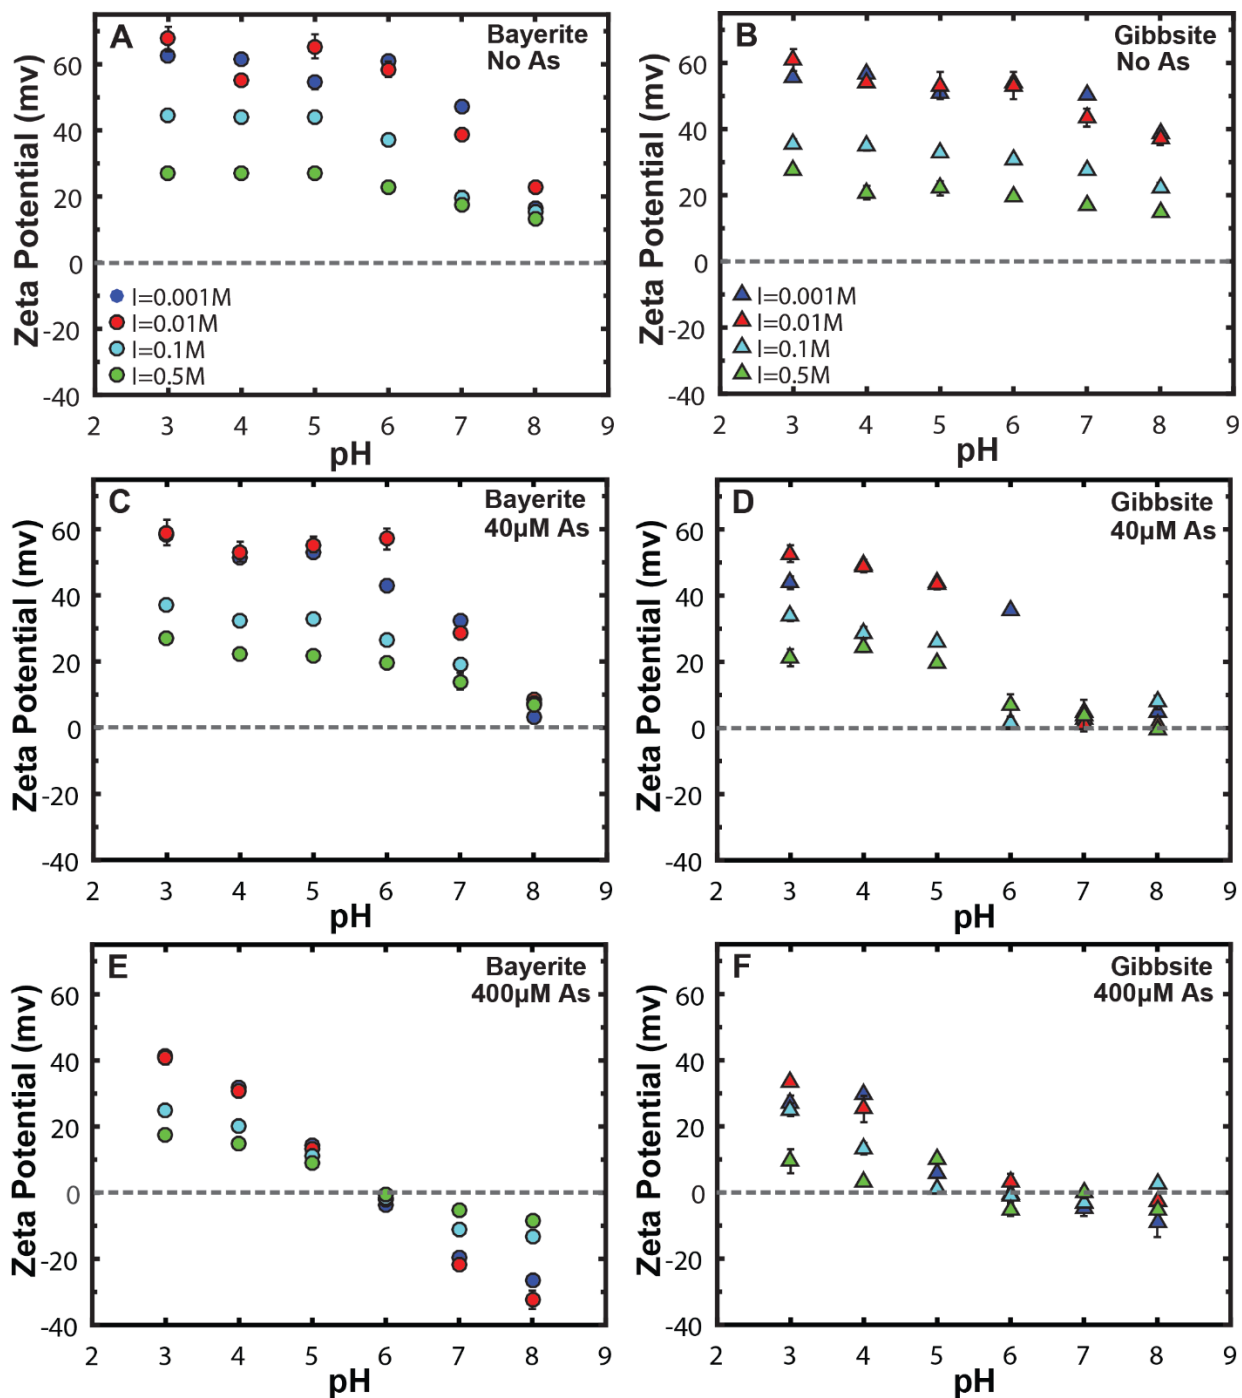 A
Bayerite
No As
Zeta Potential (mv)
60
40
20
0
-20
-40
I=0.001M
I=0.01M
I=0.1M
I=0.5M
2 3 4 5 6 7 8 9
pH
B
Gibbsite
No As
Zeta Potential (mv)
60
40
20
0
-20
-40
I=0.001M
I=0.01M
I=0.1M
I=0.5M
2 3 4 5 6 7 8 9
pH
C
Bayerite
40µM As
Zeta Potential (mv)
60
40
20
0
-20
-40
2 3 4 5 6 7 8 9
pH
D
Gibbsite
40µM As
Zeta Potential (mv)
60
40
20
0
-20
-40
2 3 4 5 6 7 8 9
pH
E
Bayerite
400µM As
Zeta Potential (mv)
60
40
20
0
-20
-40
2 3 4 5 6 7 8 9
pH
F
Gibbsite
400µM As
Zeta Potential (mv)
60
40
20
0
-20
-40
2 3 4 5 6 7 8 9
pH